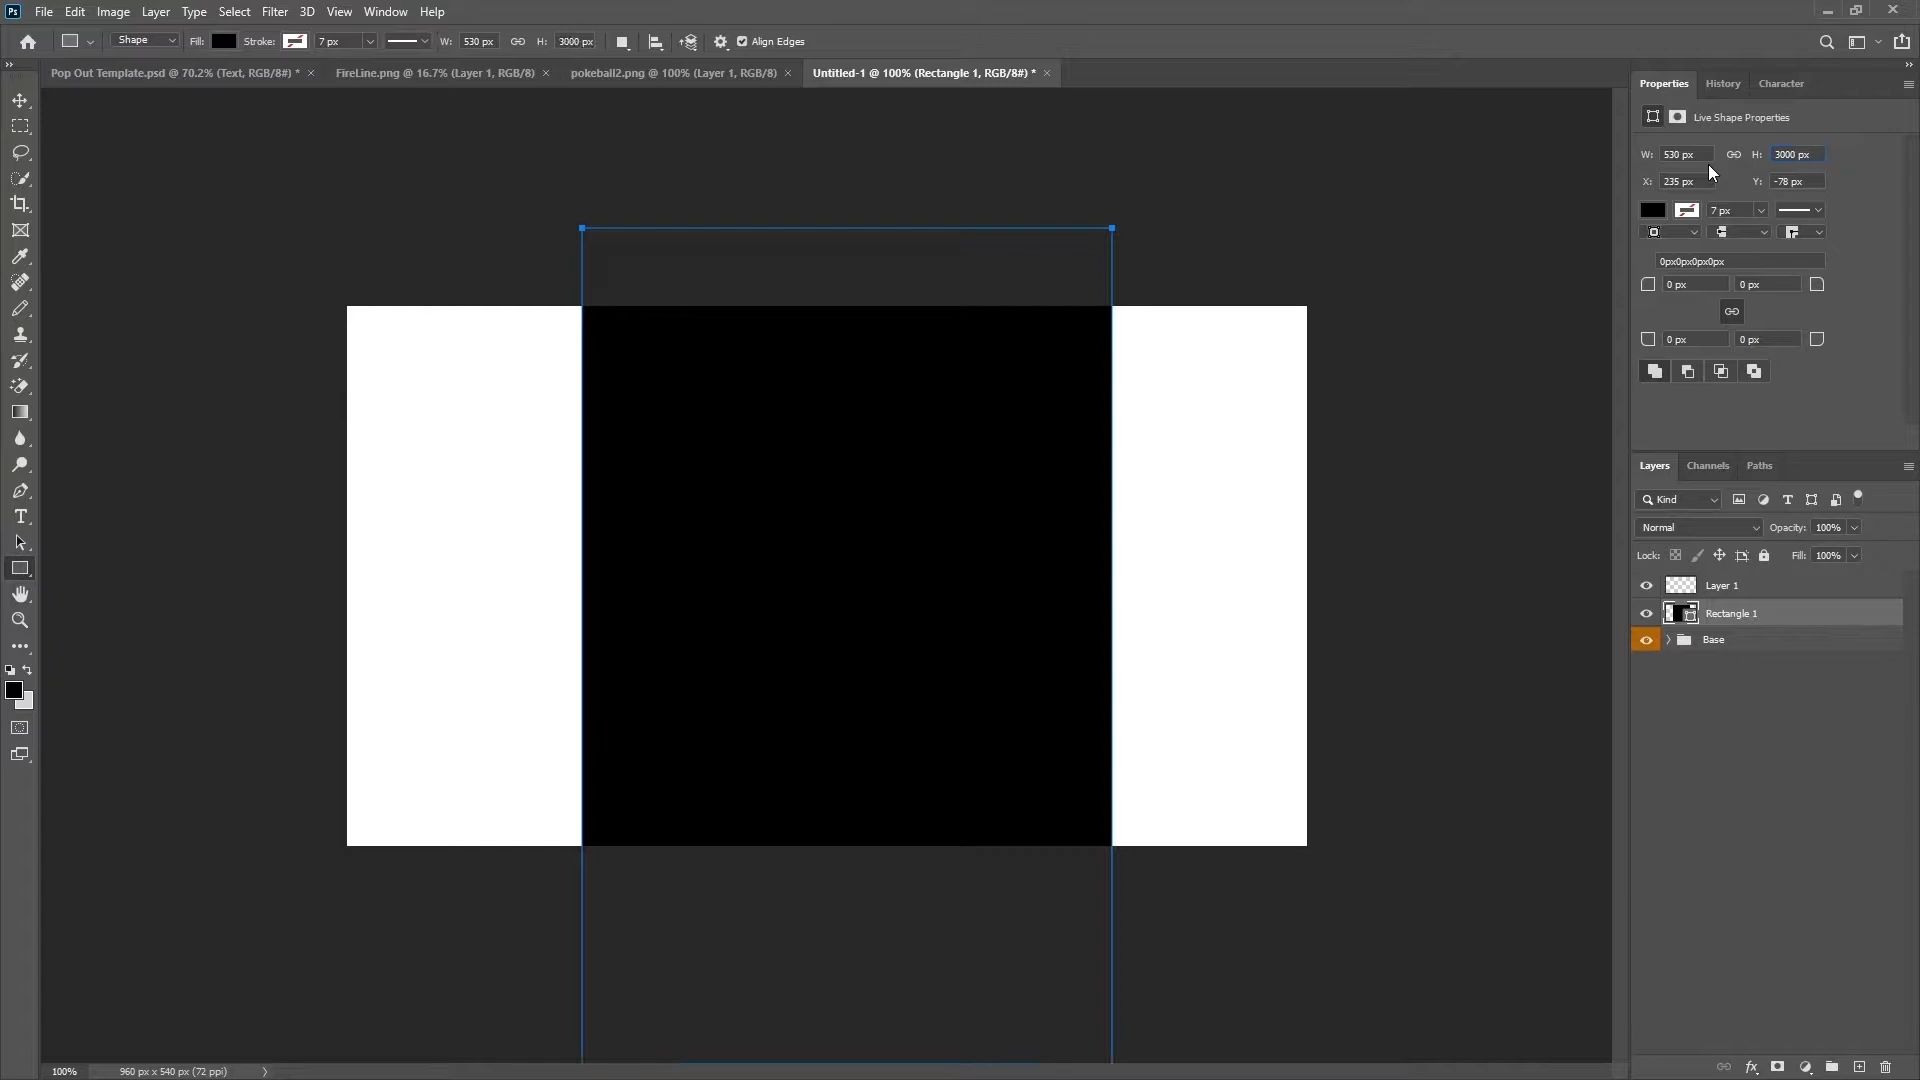 Ps File Edit Image Layer Type Select Filter 3D View Window Help
Shape Fill: Stroke: 7 px W: 530 px H: 3000 px Align Edges
Pop Out Template.psd @ 70.2% (Text, RGB/8#) * × FireLine.png @ 16.7% (Layer 1, RGB/8) × pokeball2.png @ 100% (Layer 1, RGB/8) × Untitled-1 @ 100% (Rectangle 1, RGB/8#) * ×
Properties History Character
Live Shape Properties
W: 530 px H: 3000 px
X: 235 px Y: -78 px
7 px
0px0px0px0px
0 px 0 px
0 px 0 px
Layers Channels Paths
Kind
Normal Opacity: 100%
Lock: Fill: 100%
Layer 1
Rectangle 1
Base
100% 960 px x 540 px (72 ppi)